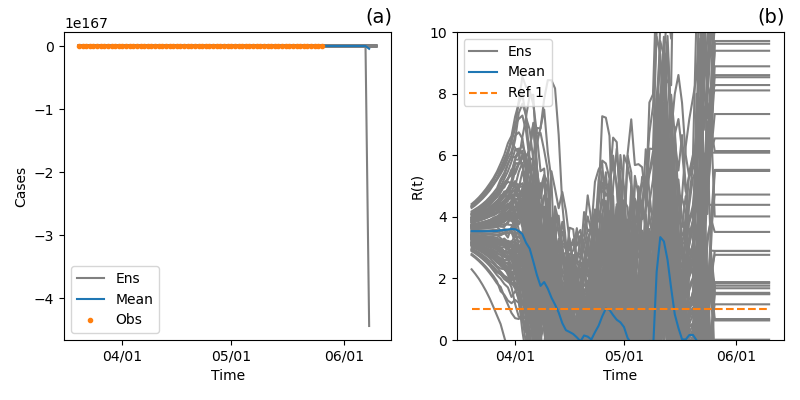 (a)
1e167
0
−1
−2
−3
−4
Cases
Ens
Mean
Obs
04/01
05/01
06/01
Time
(b)
10
8
6
4
2
0
R(t)
Ens
Mean
Ref 1
04/01
05/01
06/01
Time